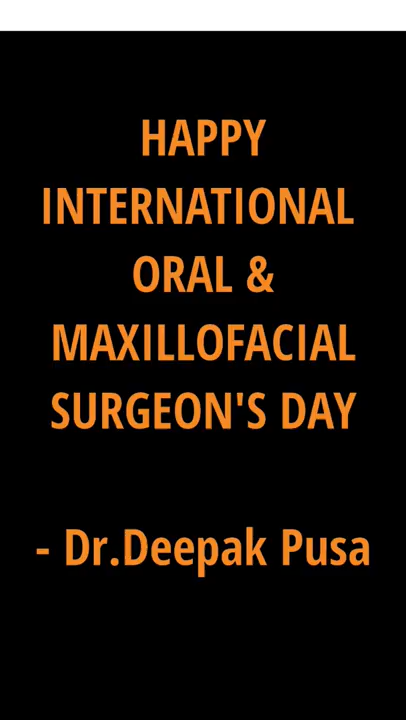 HAPPY
INTERNATIONAL
ORAL &
MAXILLOFACIAL
SURGEON'S DAY
- Dr.Deepak Pusa